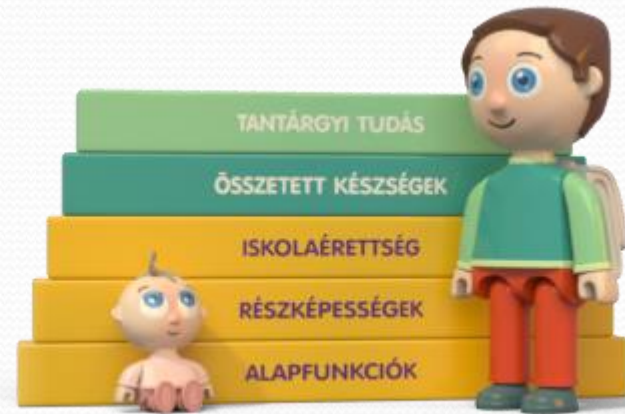 TANTÁRGYI TUDÁS
ÖSSZETETT KÉSZSÉGEK
ISKOLAÉRETTSÉG
RÉSZKÉPESSÉGEK
ALAPFUNKCIÓK